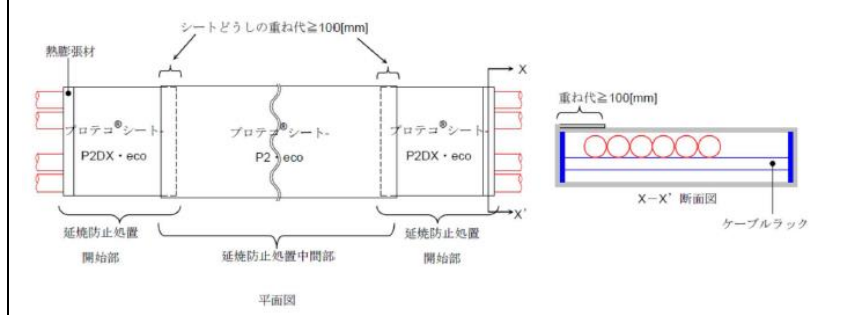 シートどうしの重ね代≧100[mm]
熱膨張材
X
重ね代≧100[mm]
プロテコ®シート-
P2DX・eco
プロテコ®シート-
P2・eco
プロテコ®シート-
P2DX・eco
X－X’ 断面図
X’
ケーブルラック
延焼防止処置
開始部
延焼防止処置中間部
延焼防止処置
開始部
平面図